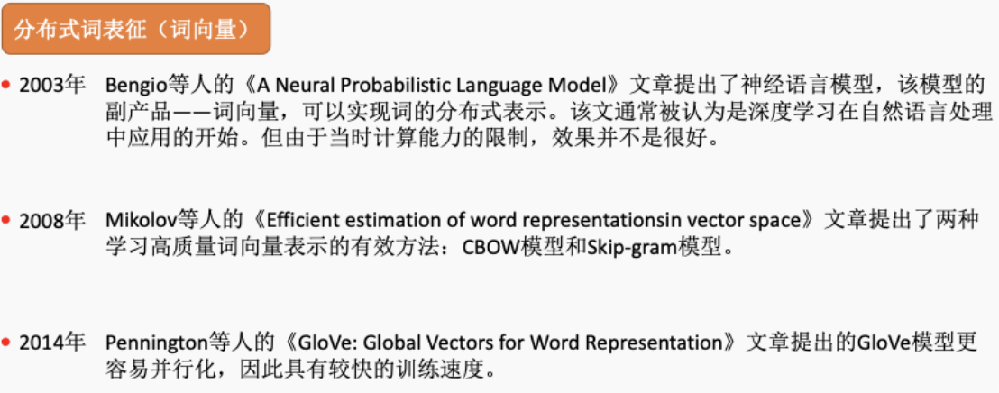 分布式词表征（词向量）
• 2003年 Bengio等人的《A Neural Probabilistic Language Model》文章提出了神经语言模型，该模型的
副产品——词向量，可以实现词的分布式表示。该文通常被认为是深度学习在自然语言处理
中应用的开始。但由于当时计算能力的限制，效果并不是很好。
• 2008年 Mikolov等人的《Efficient estimation of word representationsin vector space》文章提出了两种
学习高质量词向量表示的有效方法：CBOW模型和Skip-gram模型。
• 2014年 Pennington等人的《GloVe: Global Vectors for Word Representation》文章提出的GloVe模型更
容易并行化，因此具有较快的训练速度。